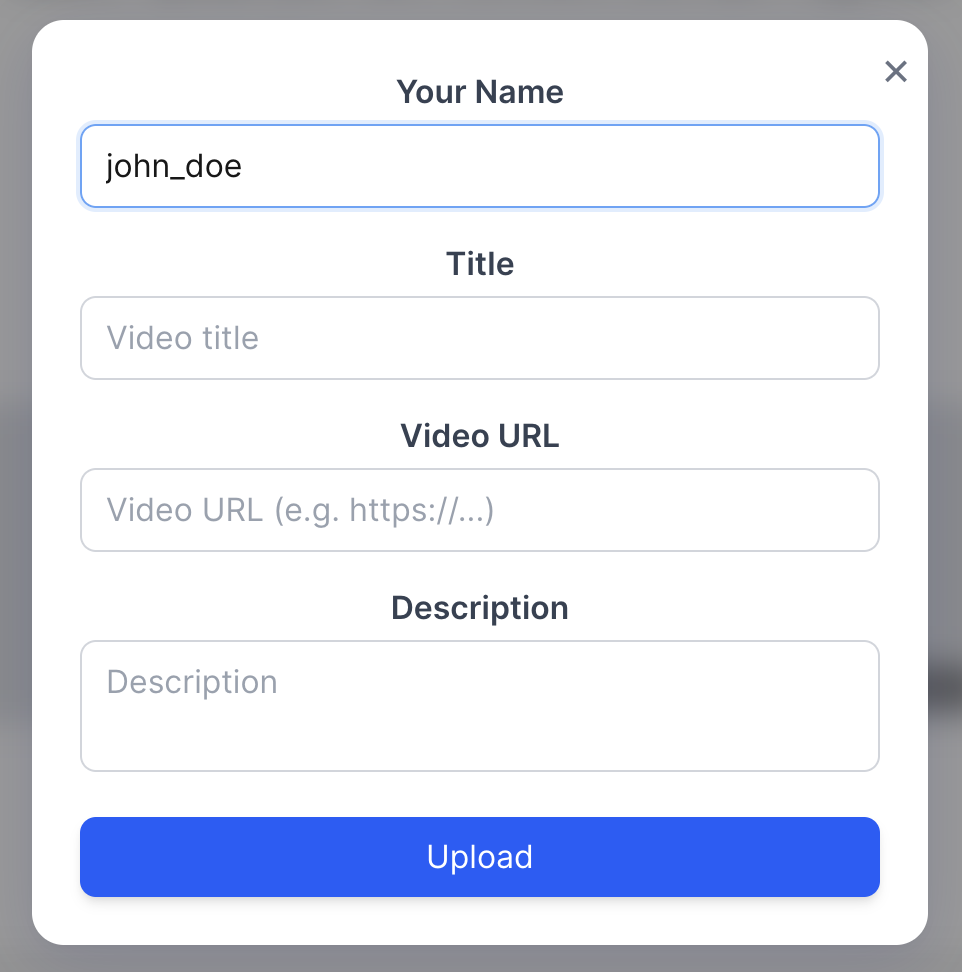 ×
Your Name
john_doe
Title
Video title
Video URL
Video URL (e.g. https://...)
Description
Description
Upload